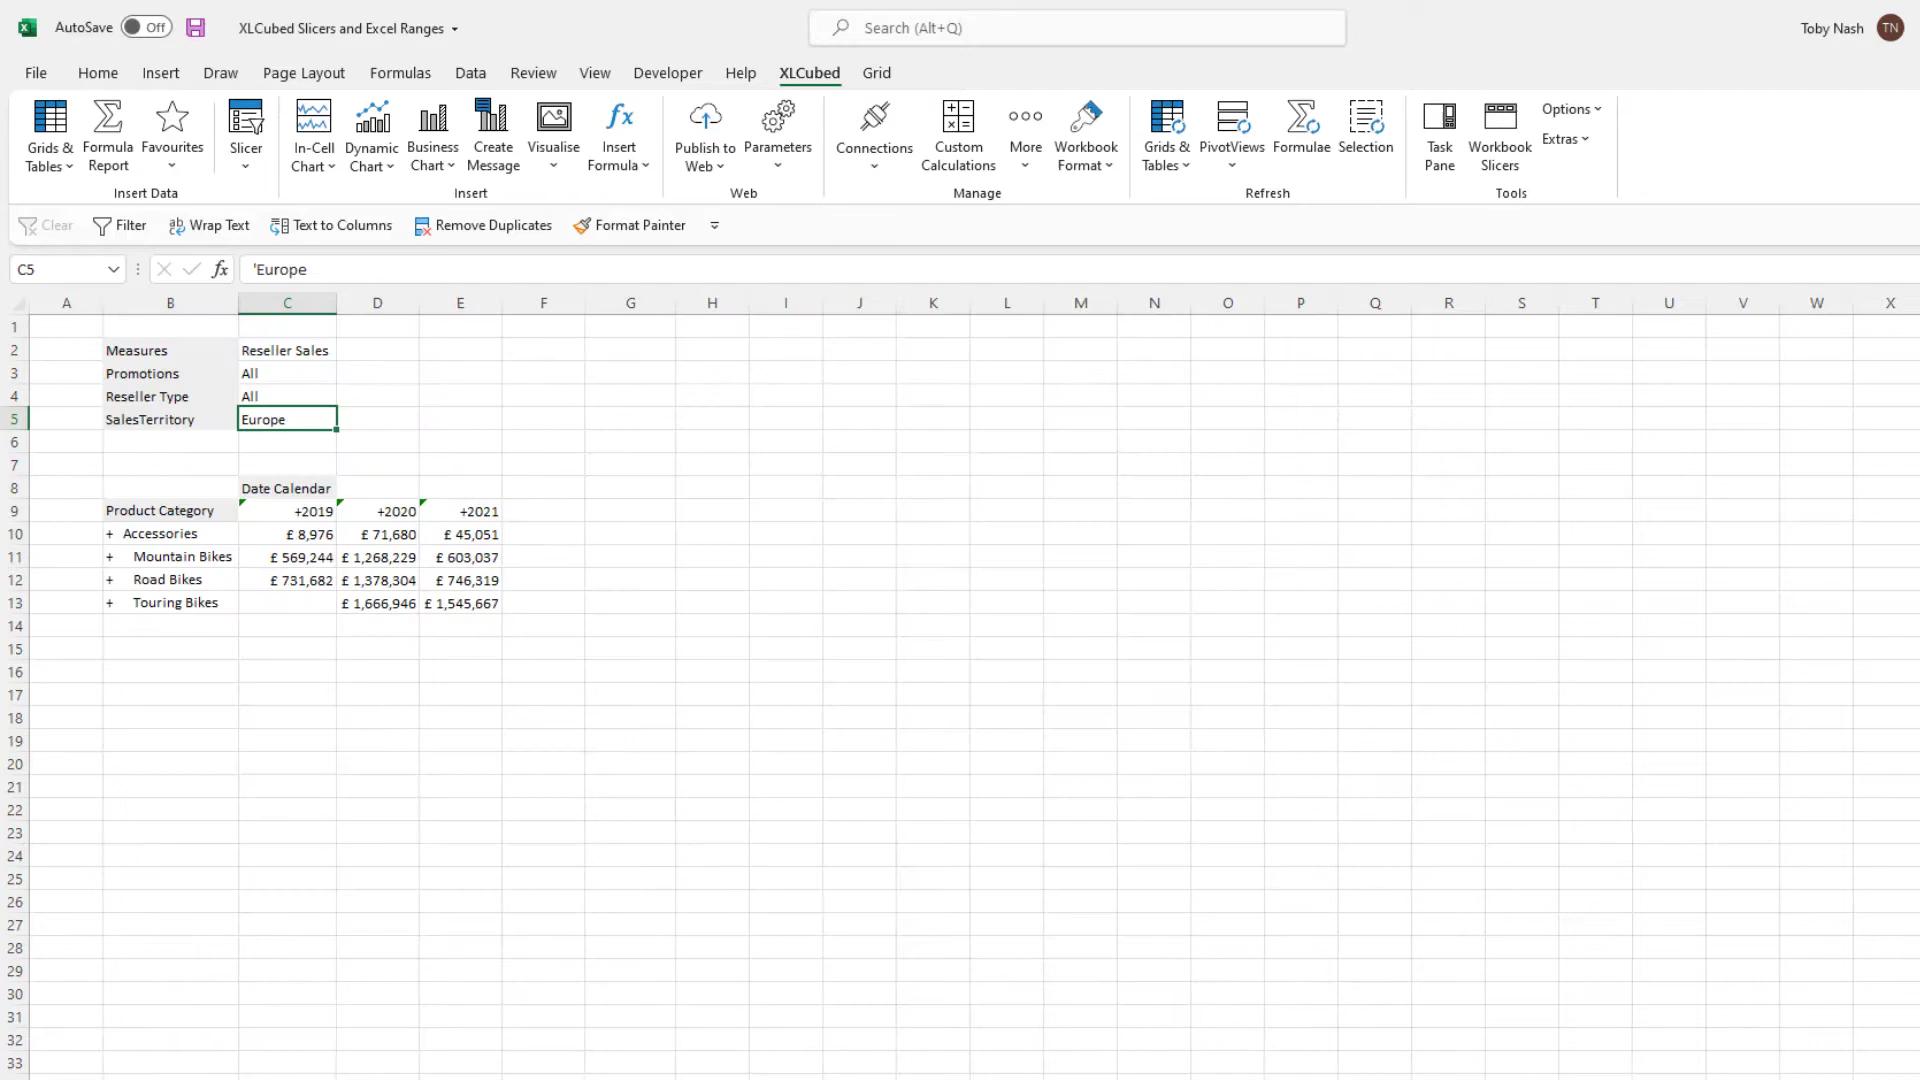 AutoSave Off XLCubed Slicers and Excel Ranges Search (Alt+Q) Toby Nash TN
File Home Insert Draw Page Layout Formulas Data Review View Developer Help XLCubed Grid
Grids & Tables Formula Report Favourites Slicer In-Cell Chart Dynamic Chart Business Chart Create Message Visualise Insert Formula Publish to Web Parameters Connections Custom Calculations More Workbook Format Grids & Tables PivotViews Formulae Selection Task Pane Workbook Slicers Options Extras
Insert Data Insert Web Manage Refresh Tools
Clear Filter Wrap Text Text to Columns Remove Duplicates Format Painter
C5 fx 'Europe
A B C D E F G H I J K L M N O P Q R S T U V W X
1
2 Measures Reseller Sales
3 Promotions All
4 Reseller Type All
5 SalesTerritory Europe
6
7
8 Date Calendar
9 Product Category +2019 +2020 +2021
10 + Accessories £ 8,976 £ 71,680 £ 45,051
11 + Mountain Bikes £ 569,244 £ 1,268,229 £ 603,037
12 + Road Bikes £ 731,682 £ 1,378,304 £ 746,319
13 + Touring Bikes £ 1,666,946 £ 1,545,667
14
15
16
17
18
19
20
21
22
23
24
25
26
27
28
29
30
31
32
33